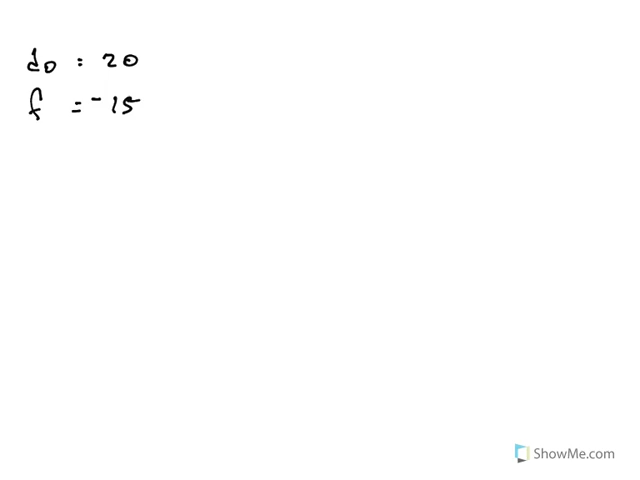 do = 20
f = -15
ShowMe.com